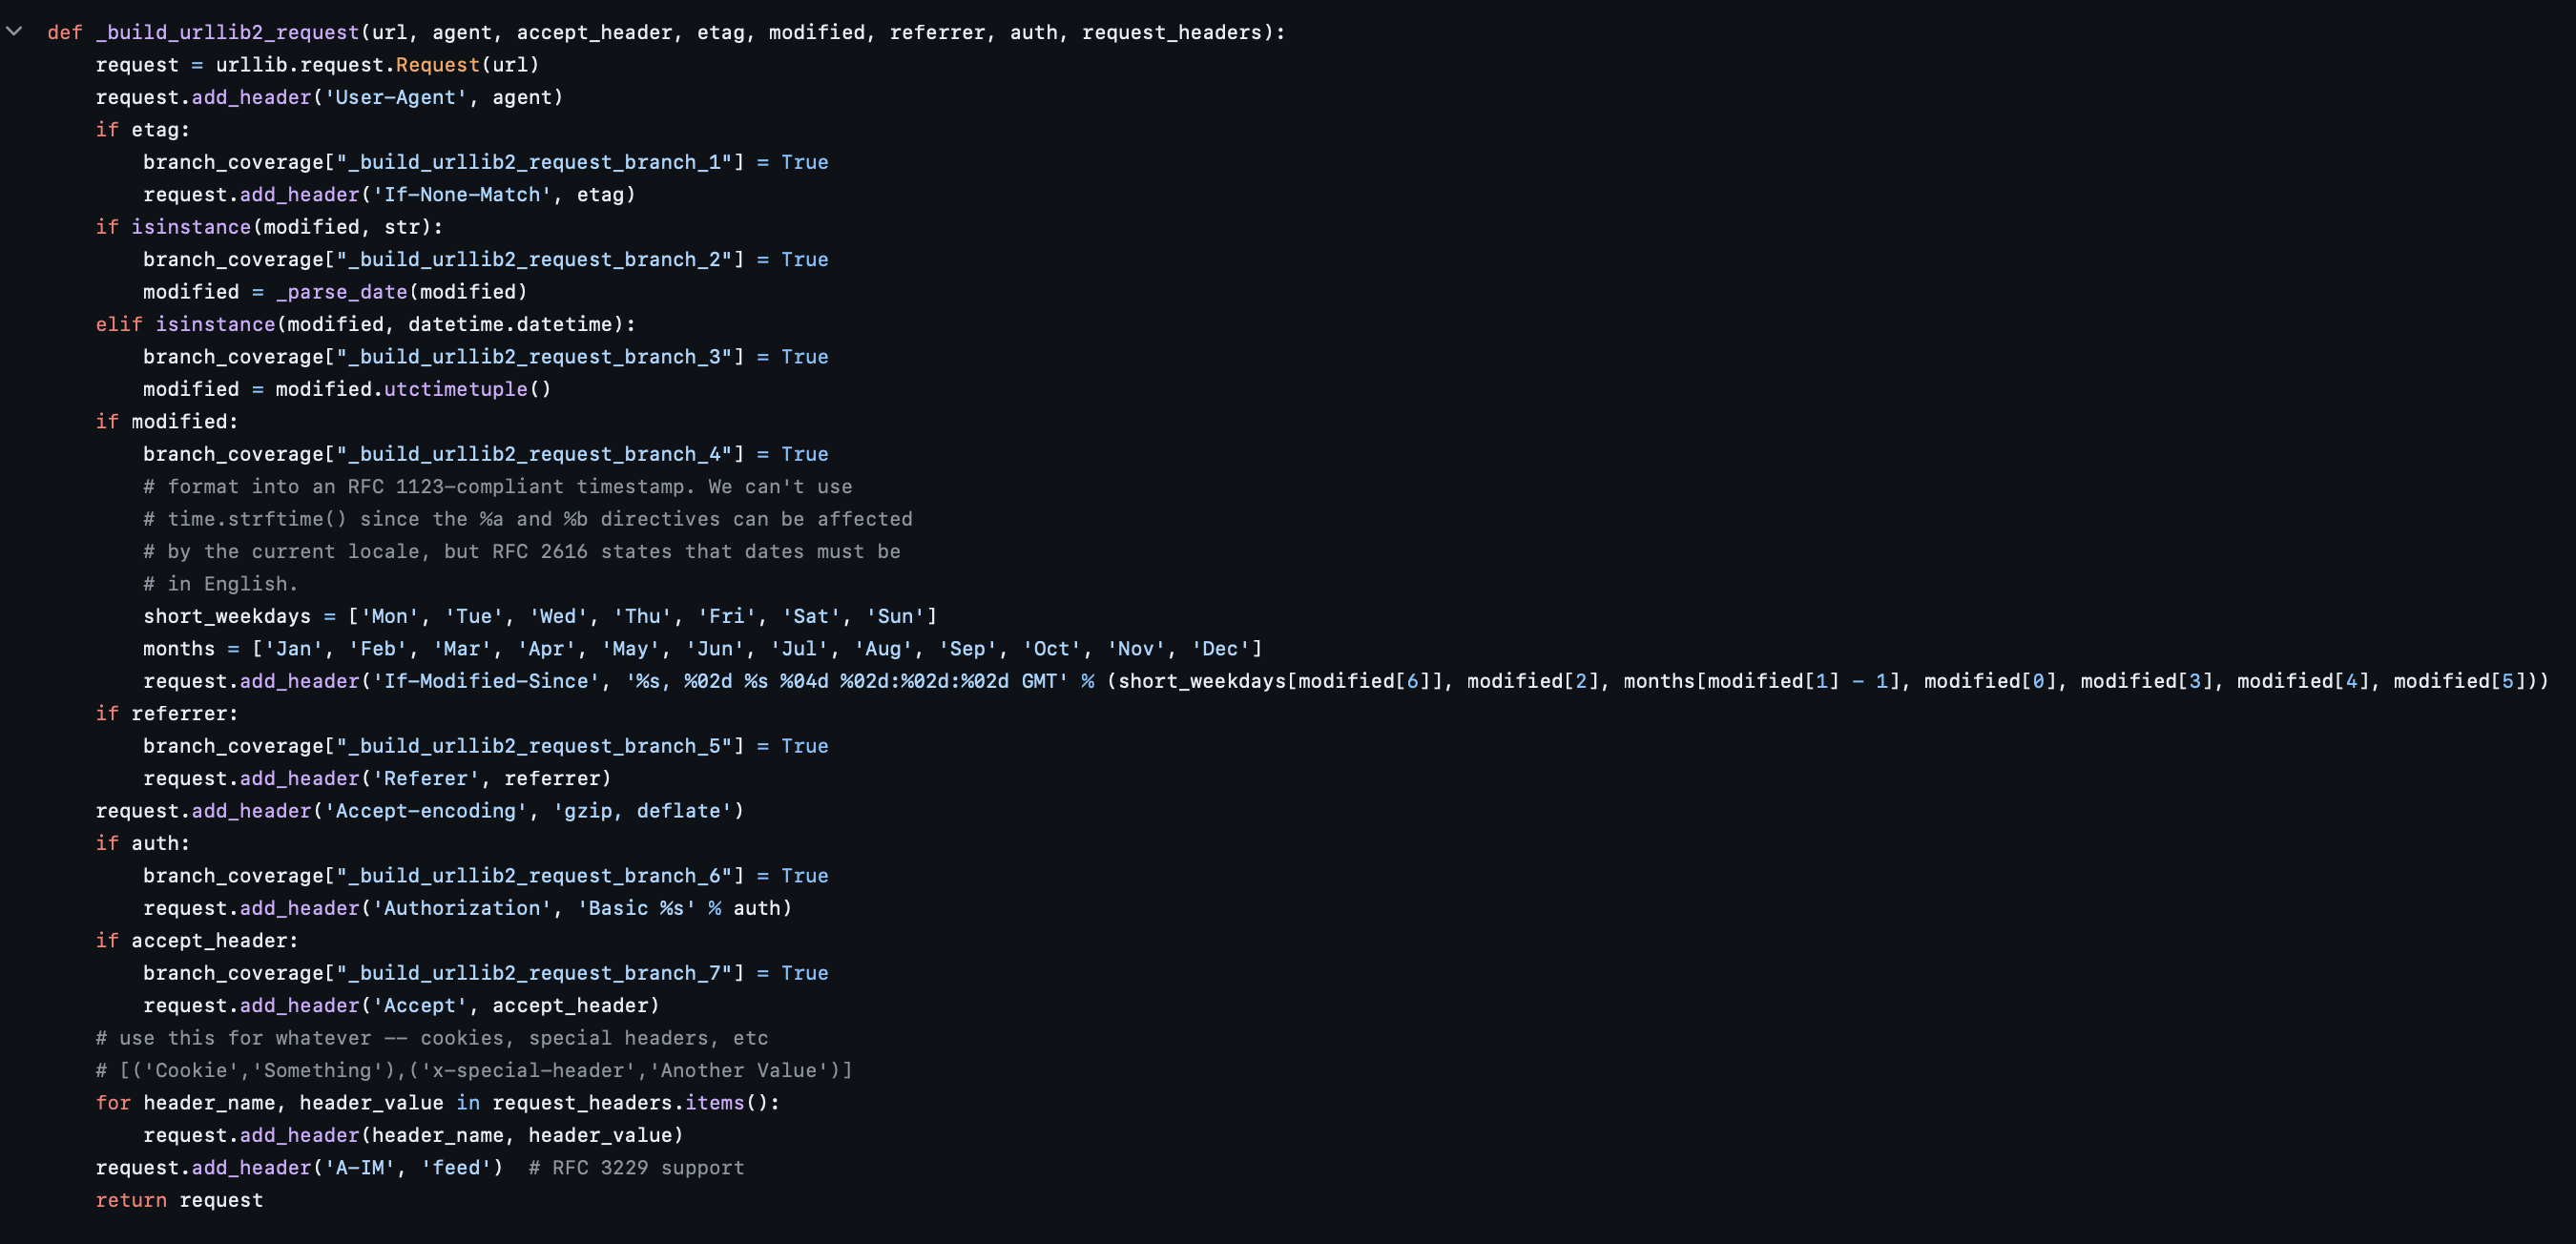 def _build_urllib2_request(url, agent, accept_header, etag, modified, referrer, auth, request_headers):
    request = urllib.request.Request(url)
    request.add_header('User-Agent', agent)
    if etag:
        branch_coverage["_build_urllib2_request_branch_1"] = True
        request.add_header('If-None-Match', etag)
    if isinstance(modified, str):
        branch_coverage["_build_urllib2_request_branch_2"] = True
        modified = _parse_date(modified)
    elif isinstance(modified, datetime.datetime):
        branch_coverage["_build_urllib2_request_branch_3"] = True
        modified = modified.utctimetuple()
    if modified:
        branch_coverage["_build_urllib2_request_branch_4"] = True
        # format into an RFC 1123-compliant timestamp. We can't use
        # time.strftime() since the %a and %b directives can be affected
        # by the current locale, but RFC 2616 states that dates must be
        # in English.
        short_weekdays = ['Mon', 'Tue', 'Wed', 'Thu', 'Fri', 'Sat', 'Sun']
        months = ['Jan', 'Feb', 'Mar', 'Apr', 'May', 'Jun', 'Jul', 'Aug', 'Sep', 'Oct', 'Nov', 'Dec']
        request.add_header('If-Modified-Since', '%s, %02d %s %04d %02d:%02d:%02d GMT' % (short_weekdays[modified[6]], modified[2], months[modified[1] - 1], modified[0], modified[3], modified[4], modified[5]))
    if referrer:
        branch_coverage["_build_urllib2_request_branch_5"] = True
        request.add_header('Referer', referrer)
    request.add_header('Accept-encoding', 'gzip, deflate')
    if auth:
        branch_coverage["_build_urllib2_request_branch_6"] = True
        request.add_header('Authorization', 'Basic %s' % auth)
    if accept_header:
        branch_coverage["_build_urllib2_request_branch_7"] = True
        request.add_header('Accept', accept_header)
    # use this for whatever -- cookies, special headers, etc
    # [('Cookie','Something'),('x-special-header','Another Value')]
    for header_name, header_value in request_headers.items():
        request.add_header(header_name, header_value)
    request.add_header('A-IM', 'feed')  # RFC 3229 support
    return request